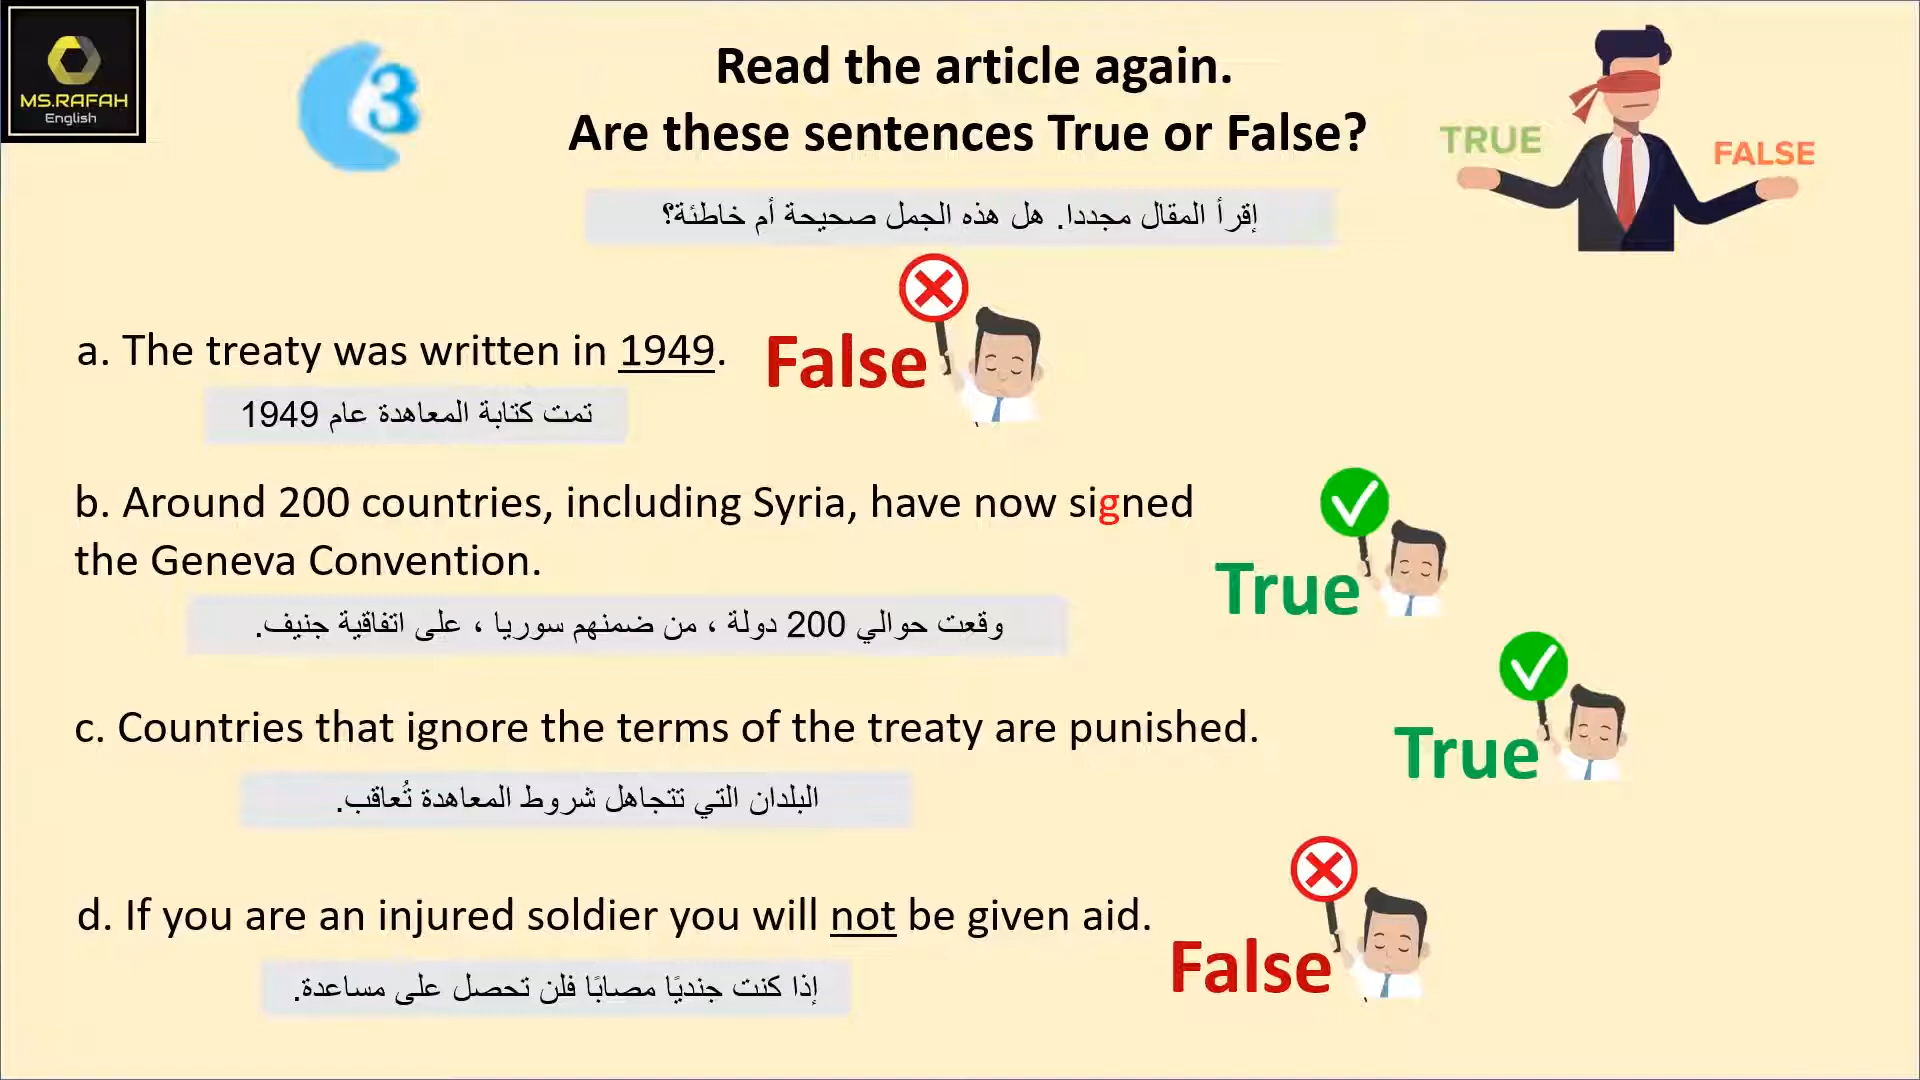 MS.RAFAH
English
3
Read the article again.
Are these sentences True or False?
TRUE
FALSE
إقرأ المقال مجددا. هل هذه الجمل صحيحة أم خاطئة؟
a. The treaty was written in 1949.
False
تمت كتابة المعاهدة عام 1949
b. Around 200 countries, including Syria, have now signed
the Geneva Convention.
True
وقعت حوالي 200 دولة ، من ضمنهم سوريا ، على اتفاقية جنيف.
c. Countries that ignore the terms of the treaty are punished.
True
البلدان التي تتجاهل شروط المعاهدة تُعاقب.
d. If you are an injured soldier you will not be given aid.
False
إذا كنت جنديًا مصابًا فلن تحصل على مساعدة.